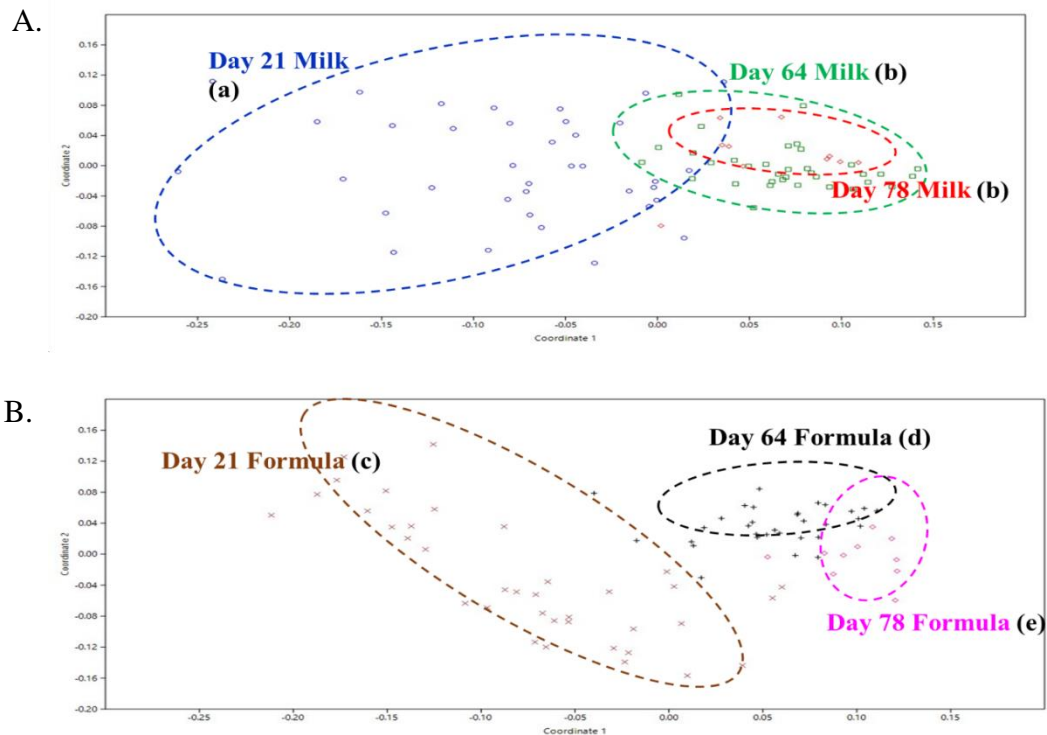 A.
0.16
0.12
0.08
0.04
0.00
-0.04
-0.08
-0.12
-0.16
-0.20
Coordinate 2
Day 21 Milk
(a)
Day 64 Milk (b)
Day 78 Milk (b)
-0.25
-0.20
-0.15
-0.10
-0.05
0.00
0.05
0.10
0.15
Coordinate 1
B.
0.16
0.12
0.08
0.04
0.00
-0.04
-0.08
-0.12
-0.16
-0.20
Coordinate 2
Day 21 Formula (c)
Day 64 Formula (d)
Day 78 Formula (e)
-0.25
-0.20
-0.15
-0.10
-0.05
0.00
0.05
0.10
0.15
Coordinate 1